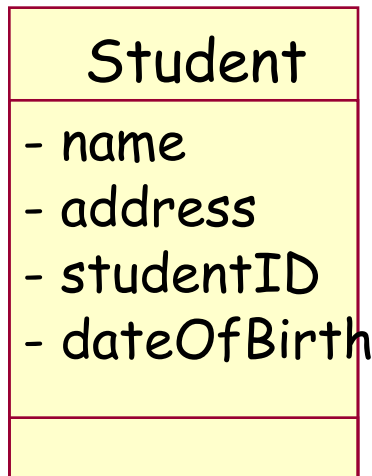 Student
- name
- address
- studentID
- dateOfBirth